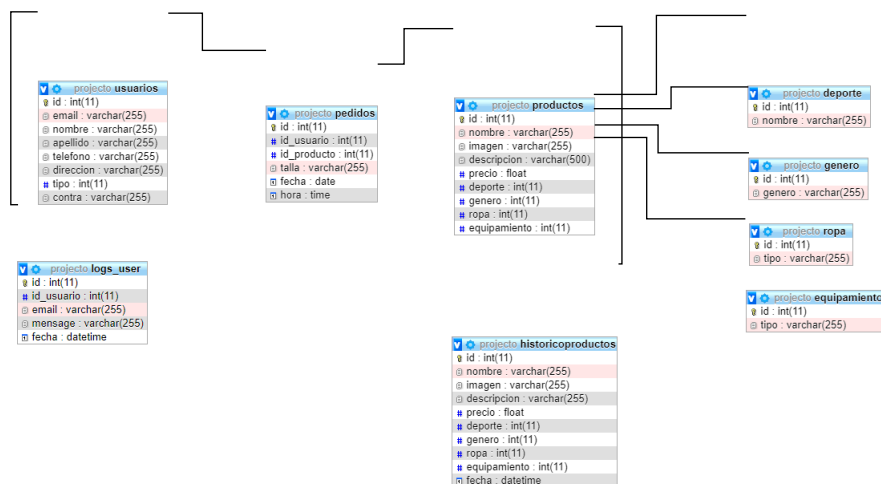 projecto usuarios
id : int(11)
email : varchar(255)
nombre : varchar(255)
apellido : varchar(255)
telefono : varchar(255)
direccion : varchar(255)
tipo : int(11)
contra : varchar(255)
projecto pedidos
id : int(11)
id_usuario : int(11)
id_producto : int(11)
talla : varchar(255)
fecha : date
hora : time
projecto productos
id : int(11)
nombre : varchar(255)
imagen : varchar(255)
descripcion : varchar(500)
precio : float
deporte : int(11)
genero : int(11)
ropa : int(11)
equipamiento : int(11)
projecto deporte
id : int(11)
nombre : varchar(255)
projecto genero
id : int(11)
genero : varchar(255)
projecto ropa
id : int(11)
tipo : varchar(255)
projecto equipamiento
id : int(11)
tipo : varchar(255)
projecto logs_user
id : int(11)
id_usuario : int(11)
email : varchar(255)
mensage : varchar(255)
fecha : datetime
projecto historicoproductos
id : int(11)
nombre : varchar(255)
imagen : varchar(255)
descripcion : varchar(255)
precio : float
deporte : int(11)
genero : int(11)
ropa : int(11)
equipamiento : int(11)
fecha : datetime